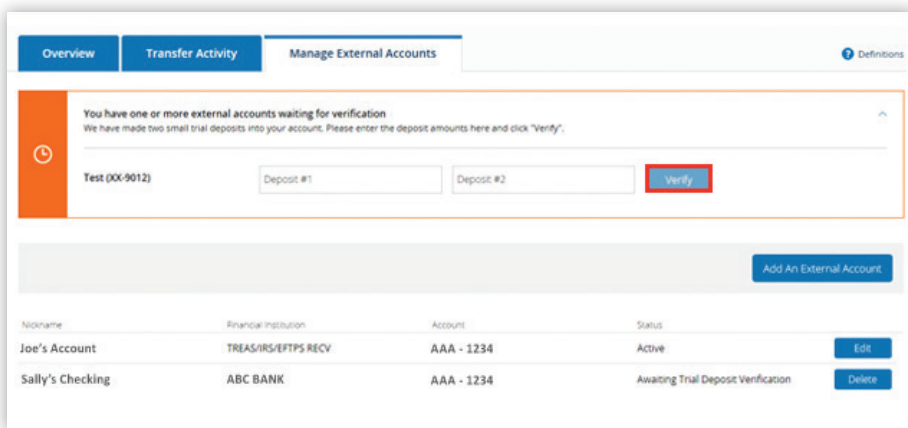 Overview Transfer Activity Manage External Accounts Definitions
You have one or more external accounts waiting for verification
We have made two small trial deposits into your account. Please enter the deposit amounts here and click "Verify".
Test (XX-9012) Deposit #1 Deposit #2 Verify
Add An External Account
Nickname Financial Institution Account Status
Joe's Account TREAS/IRS/EFTPS RECV AAA - 1234 Active Edit
Sally's Checking ABC BANK AAA - 1234 Awaiting Trial Deposit Verification Delete